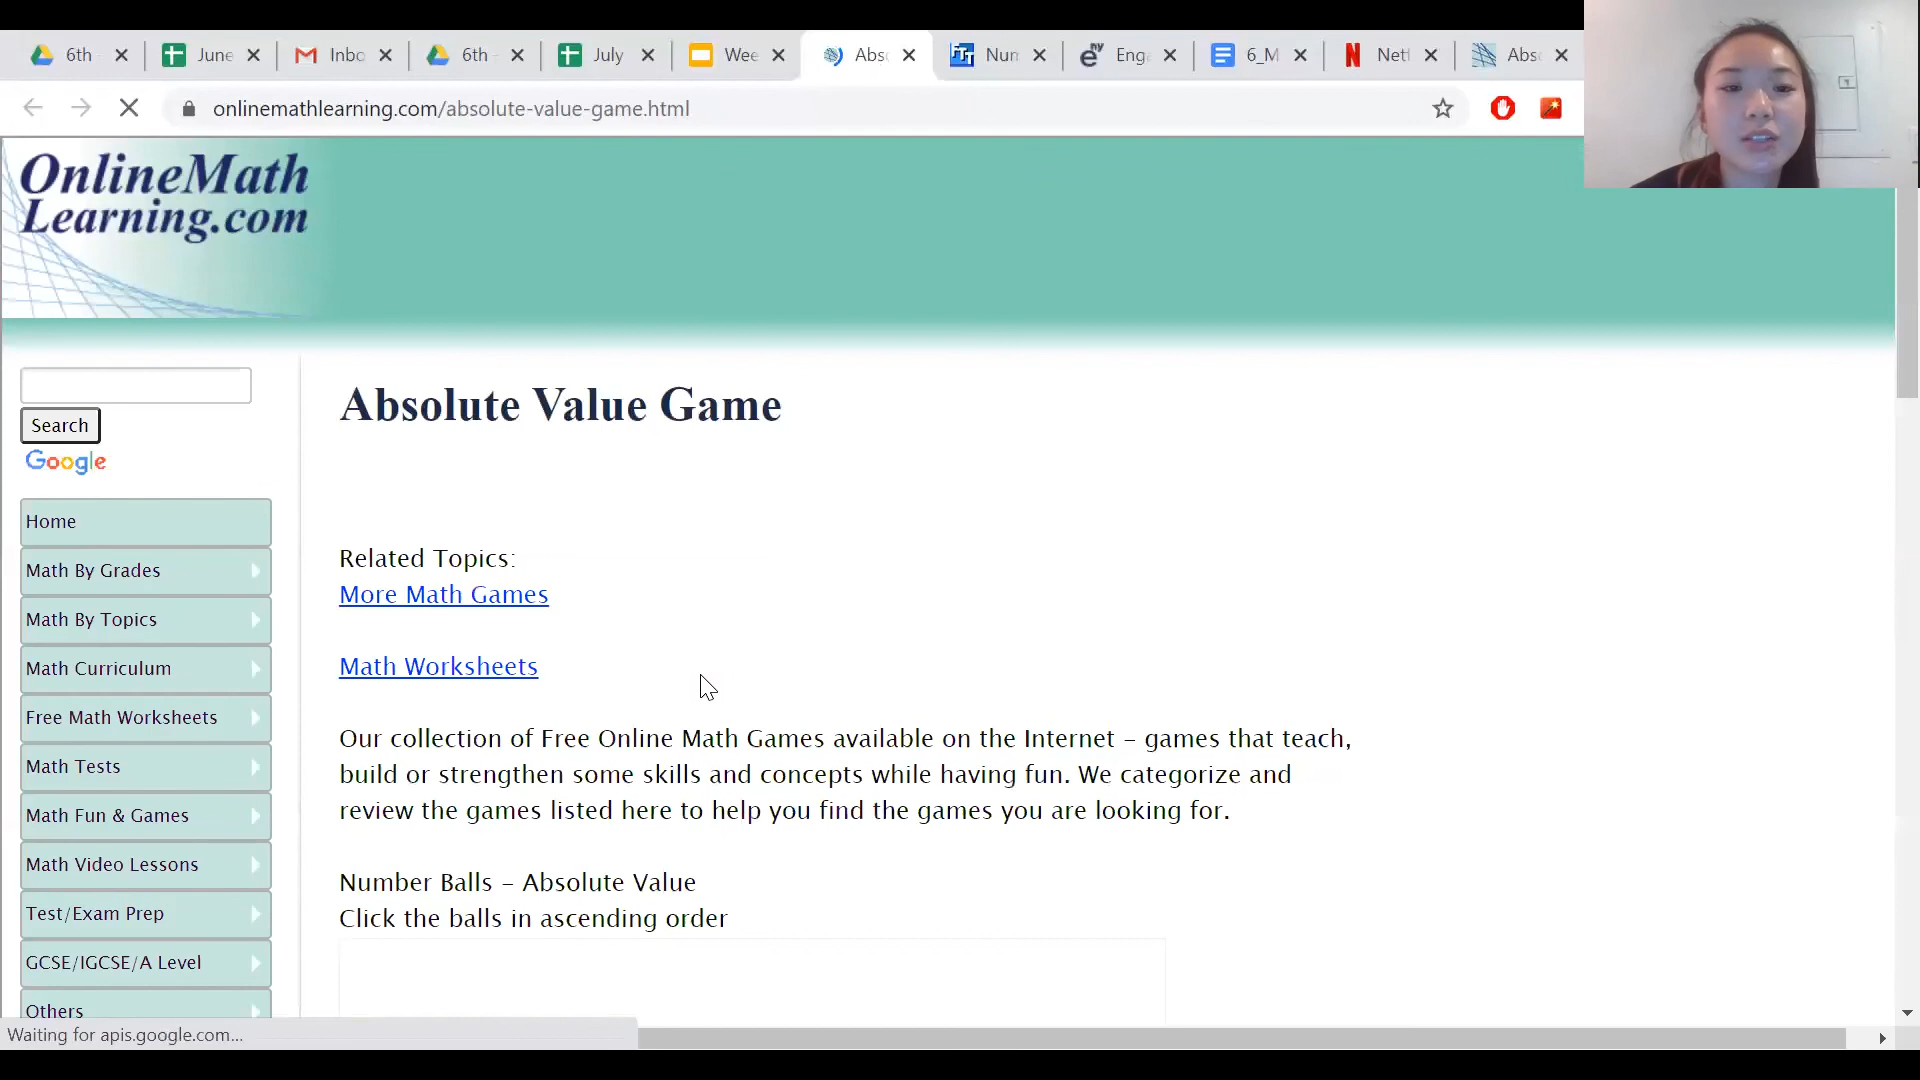 6th
June
Inbo
6th -
July
Wee
Abso
Num
Eng
6_M
Netf
Abso
onlinemathlearning.com/absolute-value-game.html
OnlineMath
Learning.com
Search
Google
Home
Math By Grades
Math By Topics
Math Curriculum
Free Math Worksheets
Math Tests
Math Fun & Games
Math Video Lessons
Test/Exam Prep
GCSE/IGCSE/A Level
Others
Absolute Value Game
Related Topics:
More Math Games
Math Worksheets
Our collection of Free Online Math Games available on the Internet – games that teach,
build or strengthen some skills and concepts while having fun. We categorize and
review the games listed here to help you find the games you are looking for.
Number Balls – Absolute Value
Click the balls in ascending order
Waiting for apis.google.com...